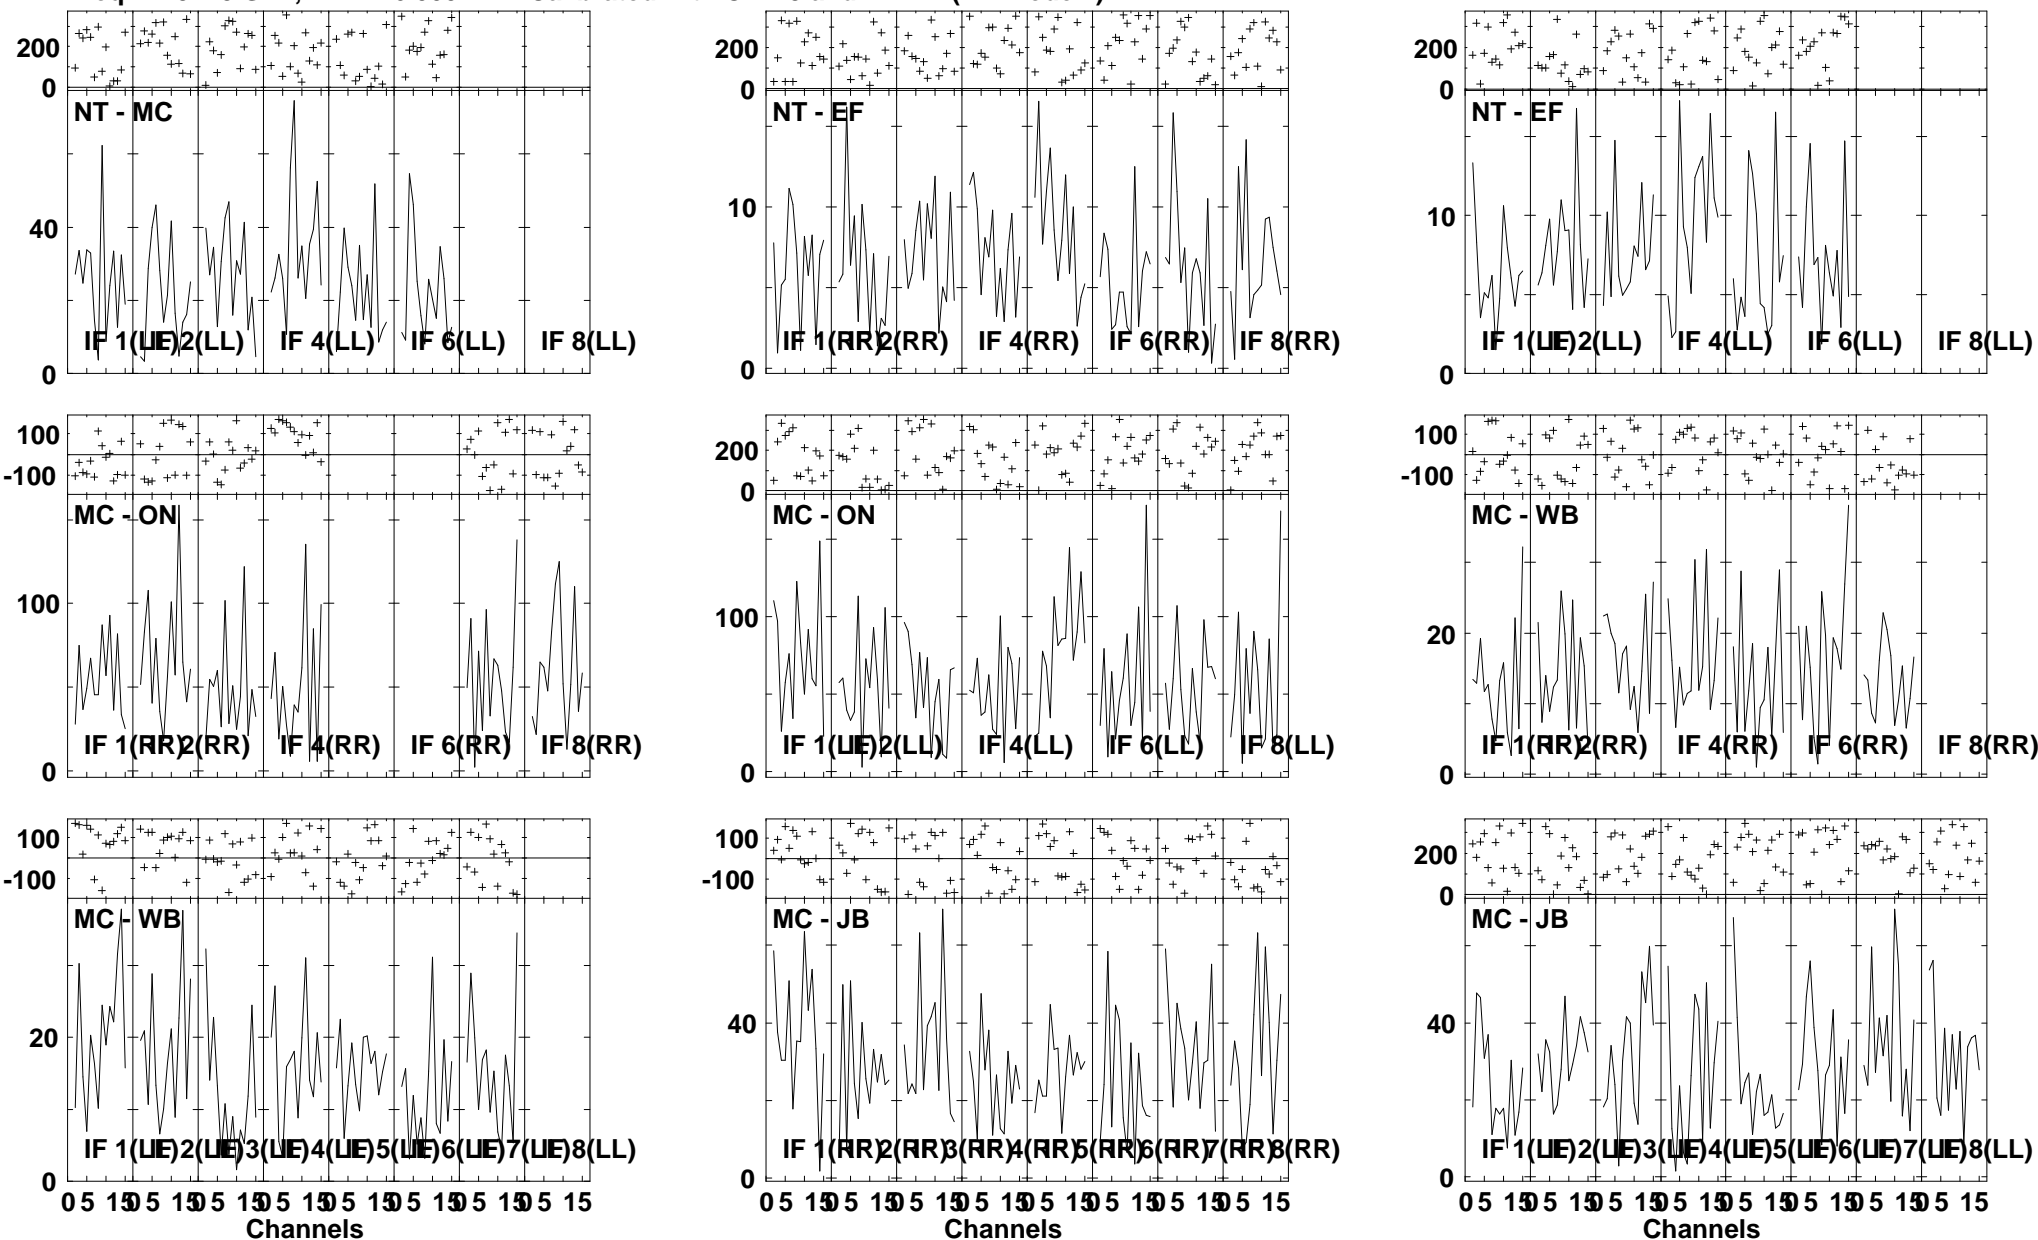 200
0
NT - MC
40
0
IF 1(LL) IF 2(LL) IF 4(LL) IF 6(LL) IF 8(LL)
200
0
NT - EF
10
0
IF 1(RR) IF 2(RR) IF 4(RR) IF 6(RR) IF 8(RR)
200
0
NT - EF
10
0
IF 1(LL) IF 2(LL) IF 4(LL) IF 6(LL) IF 8(LL)
100
-100
MC - ON
100
0
IF 1(RR) IF 2(RR) IF 4(RR) IF 6(RR) IF 8(RR)
200
0
MC - ON
100
0
IF 1(LL) IF 2(LL) IF 4(LL) IF 6(LL) IF 8(LL)
100
-100
MC - WB
20
0
IF 1(RR) IF 2(RR) IF 4(RR) IF 6(RR) IF 8(RR)
100
-100
MC - WB
20
0
IF 1(LL) IF 2(LL) IF 3(LL) IF 4(LL) IF 5(LL) IF 6(LL) IF 7(LL) IF 8(LL)
0 5 15 0 5 15 0 5 15 0 5 15 0 5 15 0 5 15 0 5 15 0 5 15
Channels
100
-100
MC - JB
40
0
IF 1(RR) IF 2(RR) IF 3(RR) IF 4(RR) IF 5(RR) IF 6(RR) IF 7(RR) IF 8(RR)
0 5 15 0 5 15 0 5 15 0 5 15 0 5 15 0 5 15 0 5 15 0 5 15
Channels
200
0
MC - JB
40
0
IF 1(LL) IF 2(LL) IF 3(LL) IF 4(LL) IF 5(LL) IF 6(LL) IF 7(LL) IF 8(LL)
0 5 15 0 5 15 0 5 15 0 5 15 0 5 15 0 5 15 0 5 15 0 5 15
Channels